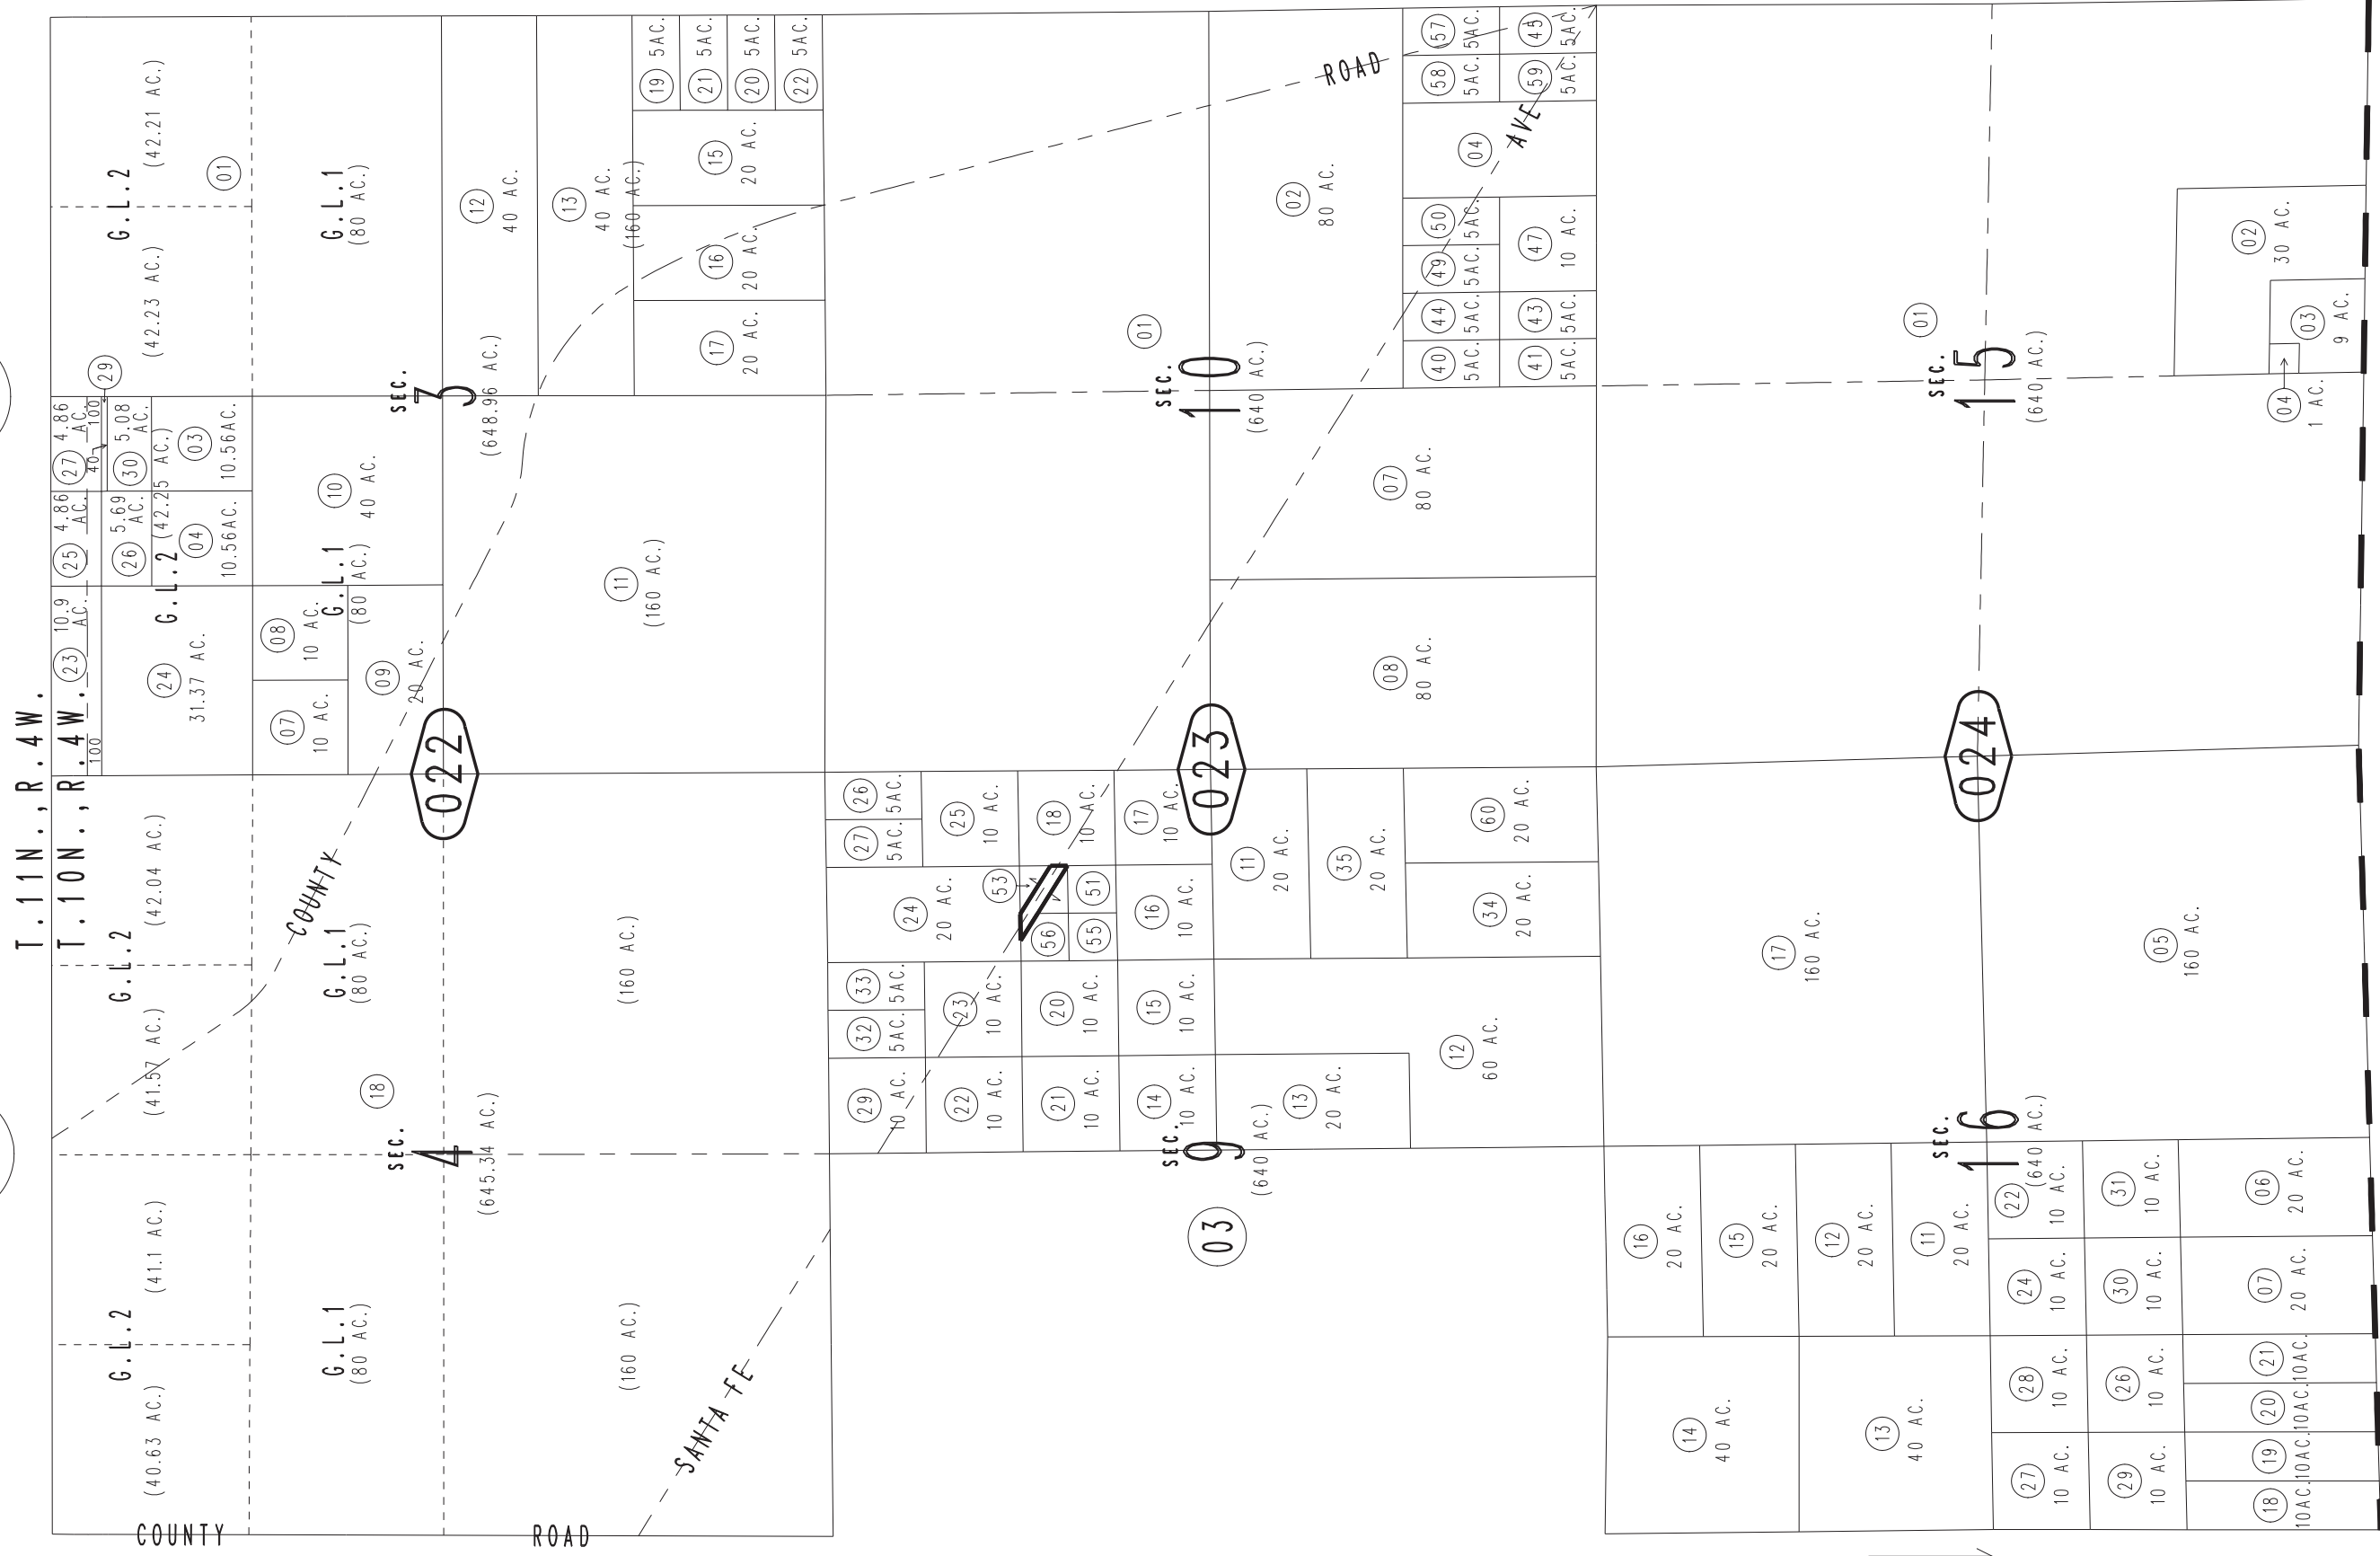 T.11N.,R.4W.
T.10N.,R.4W.
COUNTY
ROAD
G.L.2
(40.63 AC.)
(41.1 AC.)
G.L.1
(80 AC.)
(160 AC.)
G.L.2
(41.57 AC.)
(42.04 AC.)
G.L.1
(80 AC.)
(160 AC.)
18
SEC.
4
(645.34 AC.)
SANTA FE
COUNTY
022
23
10.9
AC.
100
24
31.37 AC.
G.L.2
(42.25 AC.)
25
4.86
AC.
26
5.69
AC.
27
4.86
AC.
40
100
29
30
5.08
AC.
03
10.56AC.
04
10.56AC.
07
10 AC.
08
10 AC.
09
20 AC.
G.L.1
(80 AC.)
10
40 AC.
11
(160 AC.)
SEC.
3
(648.96 AC.)
G.L.2
(42.23 AC.)
(42.21 AC.)
01
G.L.1
(80 AC.)
12
40 AC.
13
40 AC.
(160 AC.)
19
5AC.
21
5AC.
20
5AC.
22
5AC.
15
20 AC.
16
20 AC.
17
20 AC.
ROAD
AVE
01
SEC.
10
(640 AC.)
02
80 AC.
57
5AC.
45
5AC.
58
5AC.
59
5AC.
04
50
5AC.
49
5AC.
47
10 AC.
44
5AC.
43
5AC.
40
5AC.
41
5AC.
07
80 AC.
08
80 AC.
023
26
5AC.
27
5AC.
25
10 AC.
18
10 AC.
17
10 AC.
24
20 AC.
53
51
56
55
16
10 AC.
33
5AC.
32
5AC.
23
10 AC.
20
10 AC.
15
10 AC.
29
10 AC.
22
10 AC.
21
10 AC.
14
10 AC.
11
20 AC.
35
20 AC.
60
20 AC.
34
20 AC.
12
60 AC.
13
20 AC.
SEC.
9
(640 AC.)
03
01
SEC.
15
(640 AC.)
02
30 AC.
03
9 AC.
04
1 AC.
024
17
160 AC.
05
160 AC.
SEC.
16
(640 AC.)
16
20 AC.
15
20 AC.
12
20 AC.
11
20 AC.
22
10 AC.
31
10 AC.
06
20 AC.
24
10 AC.
30
10 AC.
07
20 AC.
14
40 AC.
13
40 AC.
28
10 AC.
26
10 AC.
27
10 AC.
29
10 AC.
21
10AC.
20
10AC.
19
10AC.
18
10AC.